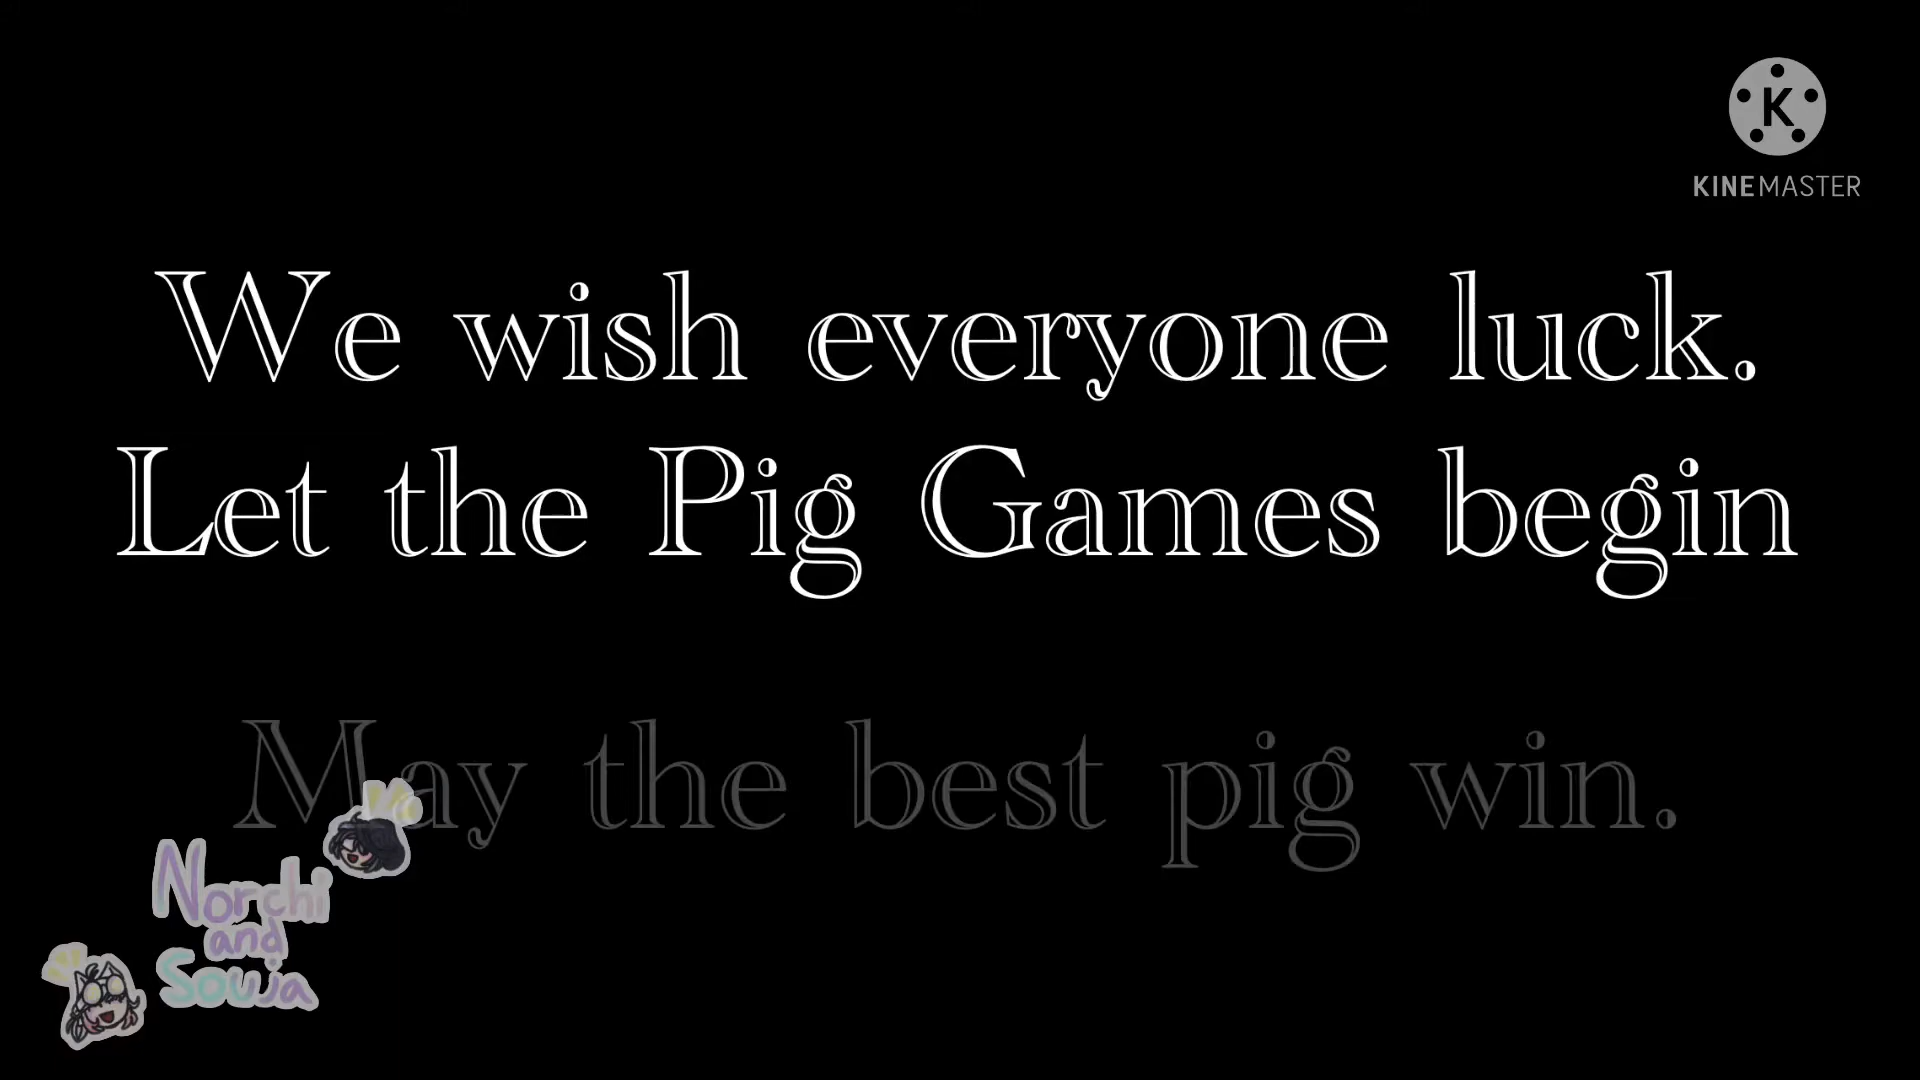 K
KINEMASTER
We wish everyone luck.
Let the Pig Games begin
May the best pig win.
Norchi
and
Souja